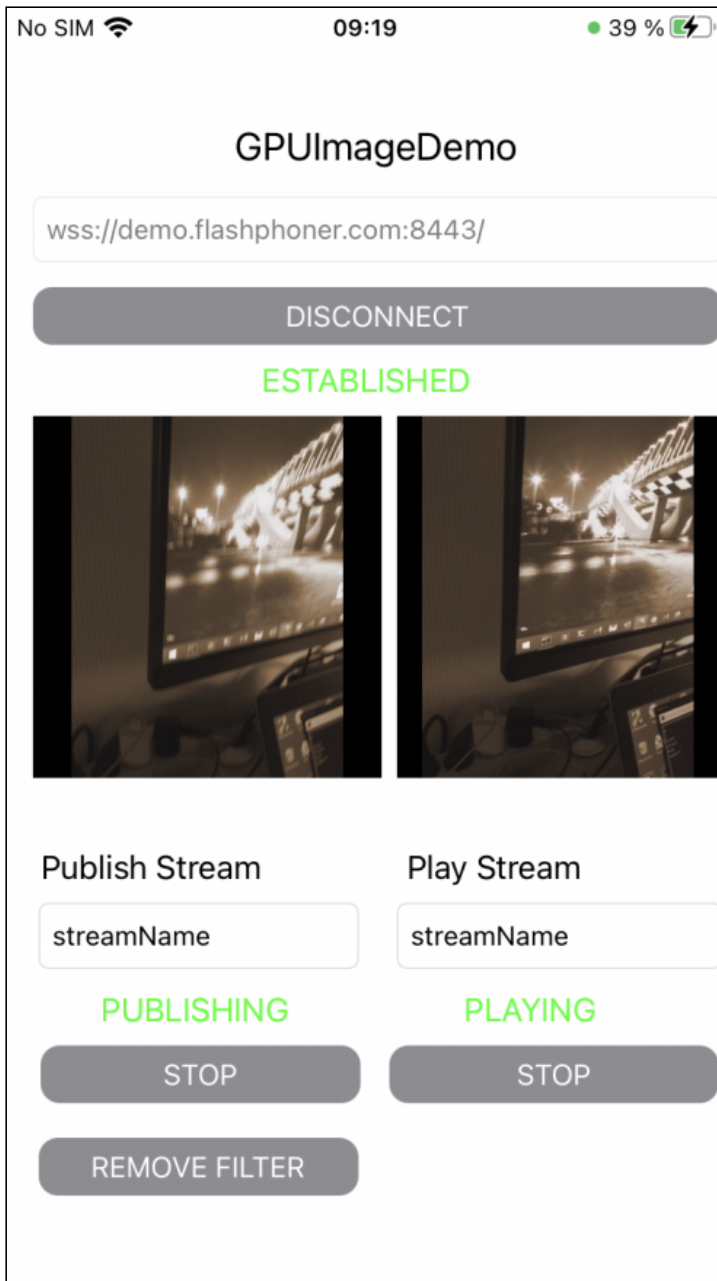 No SIM 09:19 39 %
GPUImageDemo
wss://demo.flashphoner.com:8443/
DISCONNECT
ESTABLISHED
Publish Stream Play Stream
streamName streamName
PUBLISHING PLAYING
STOP STOP
REMOVE FILTER